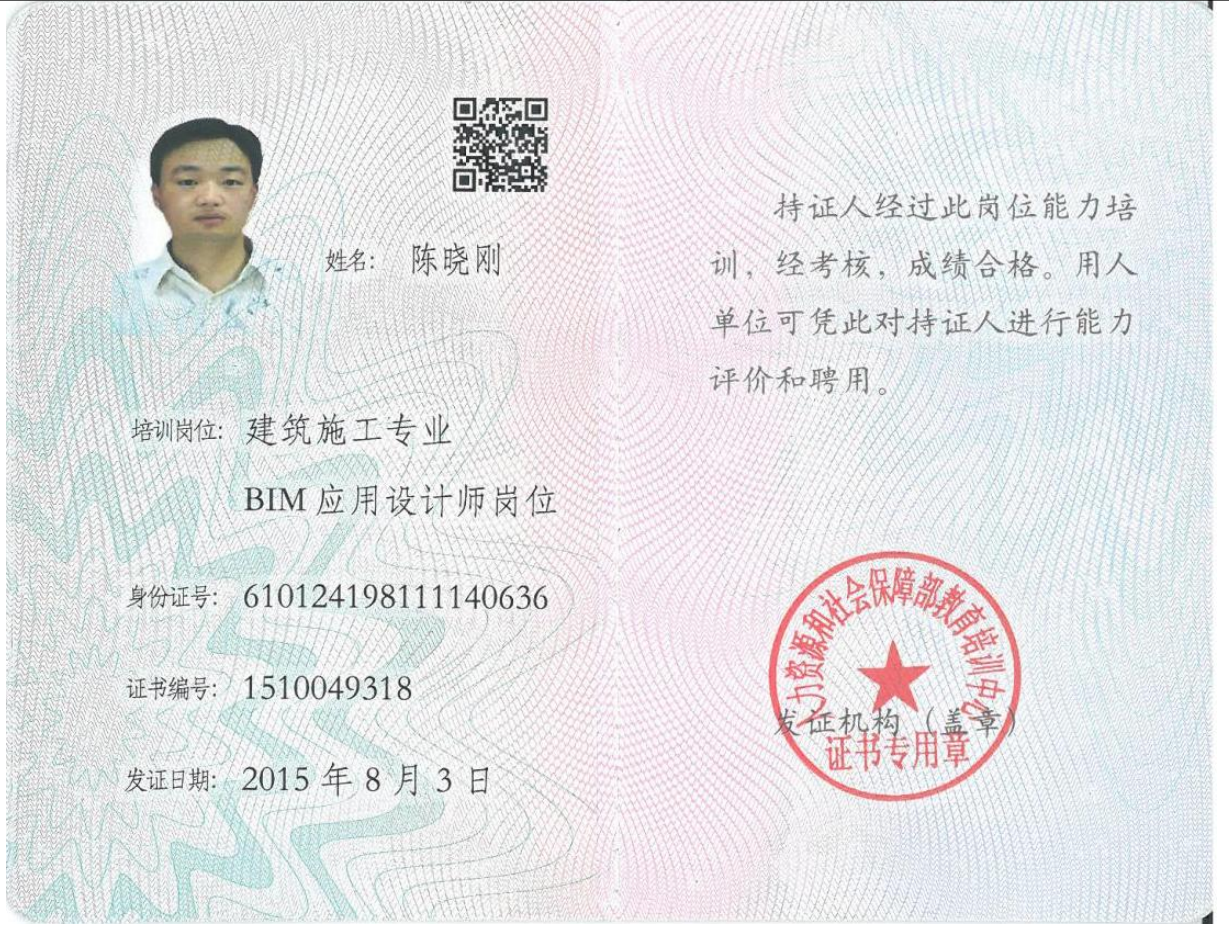 姓名: 陈晓刚
培训岗位: 建筑施工专业
BIM 应用设计师岗位
身份证号: 610124198111140636
证书编号: 1510049318
发证日期: 2015 年 8 月 3 日
持证人经过此岗位能力培
训，经考核，成绩合格。用人
单位可凭此对持证人进行能力
评价和聘用。
人力资源和社会保障部教育培训中心
发证机构（盖章）
证书专用章